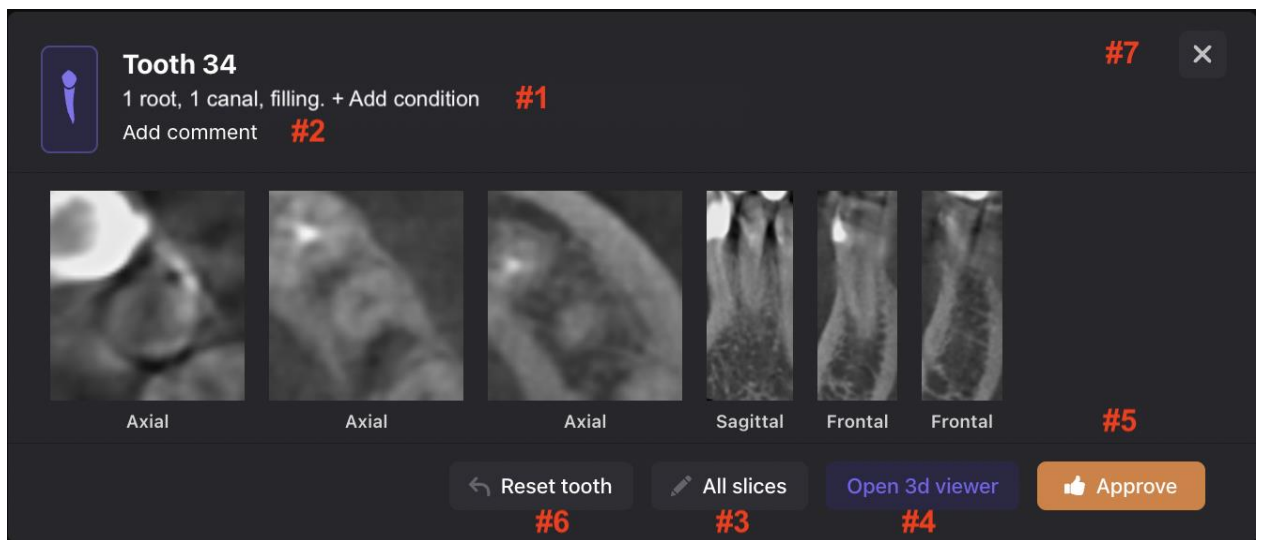 Tooth 34
#7
1 root, 1 canal, filling. + Add condition #1
Add comment #2
Axial Axial Axial Sagittal Frontal Frontal
#5
Reset tooth All slices Open 3d viewer Approve
#6 #3 #4